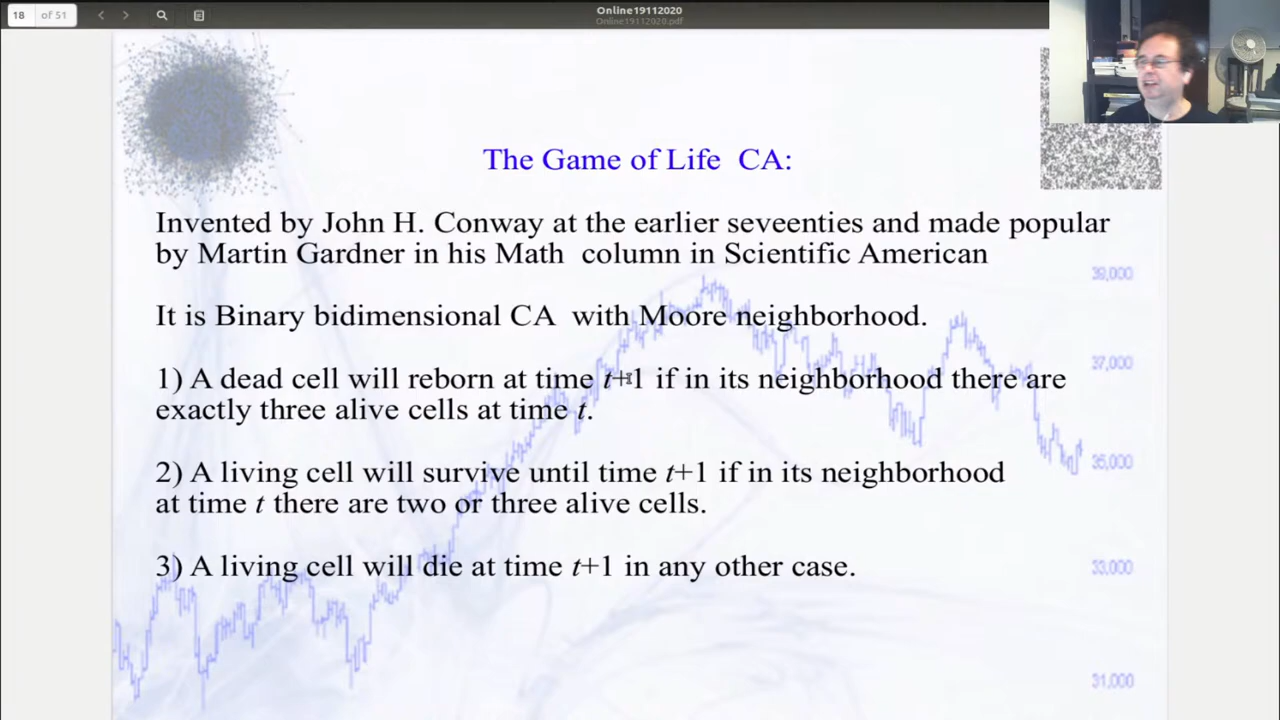 18 of 51
Online19112020
Online19112020.pdf
The Game of Life CA:
Invented by John H. Conway at the earlier seveenties and made popular
by Martin Gardner in his Math column in Scientific American
39,000
It is Binary bidimensional CA with Moore neighborhood.
37,000
1) A dead cell will reborn at time t+1 if in its neighborhood there are
exactly three alive cells at time t.
35,000
2) A living cell will survive until time t+1 if in its neighborhood
at time t there are two or three alive cells.
3) A living cell will die at time t+1 in any other case.
33,000
31,000